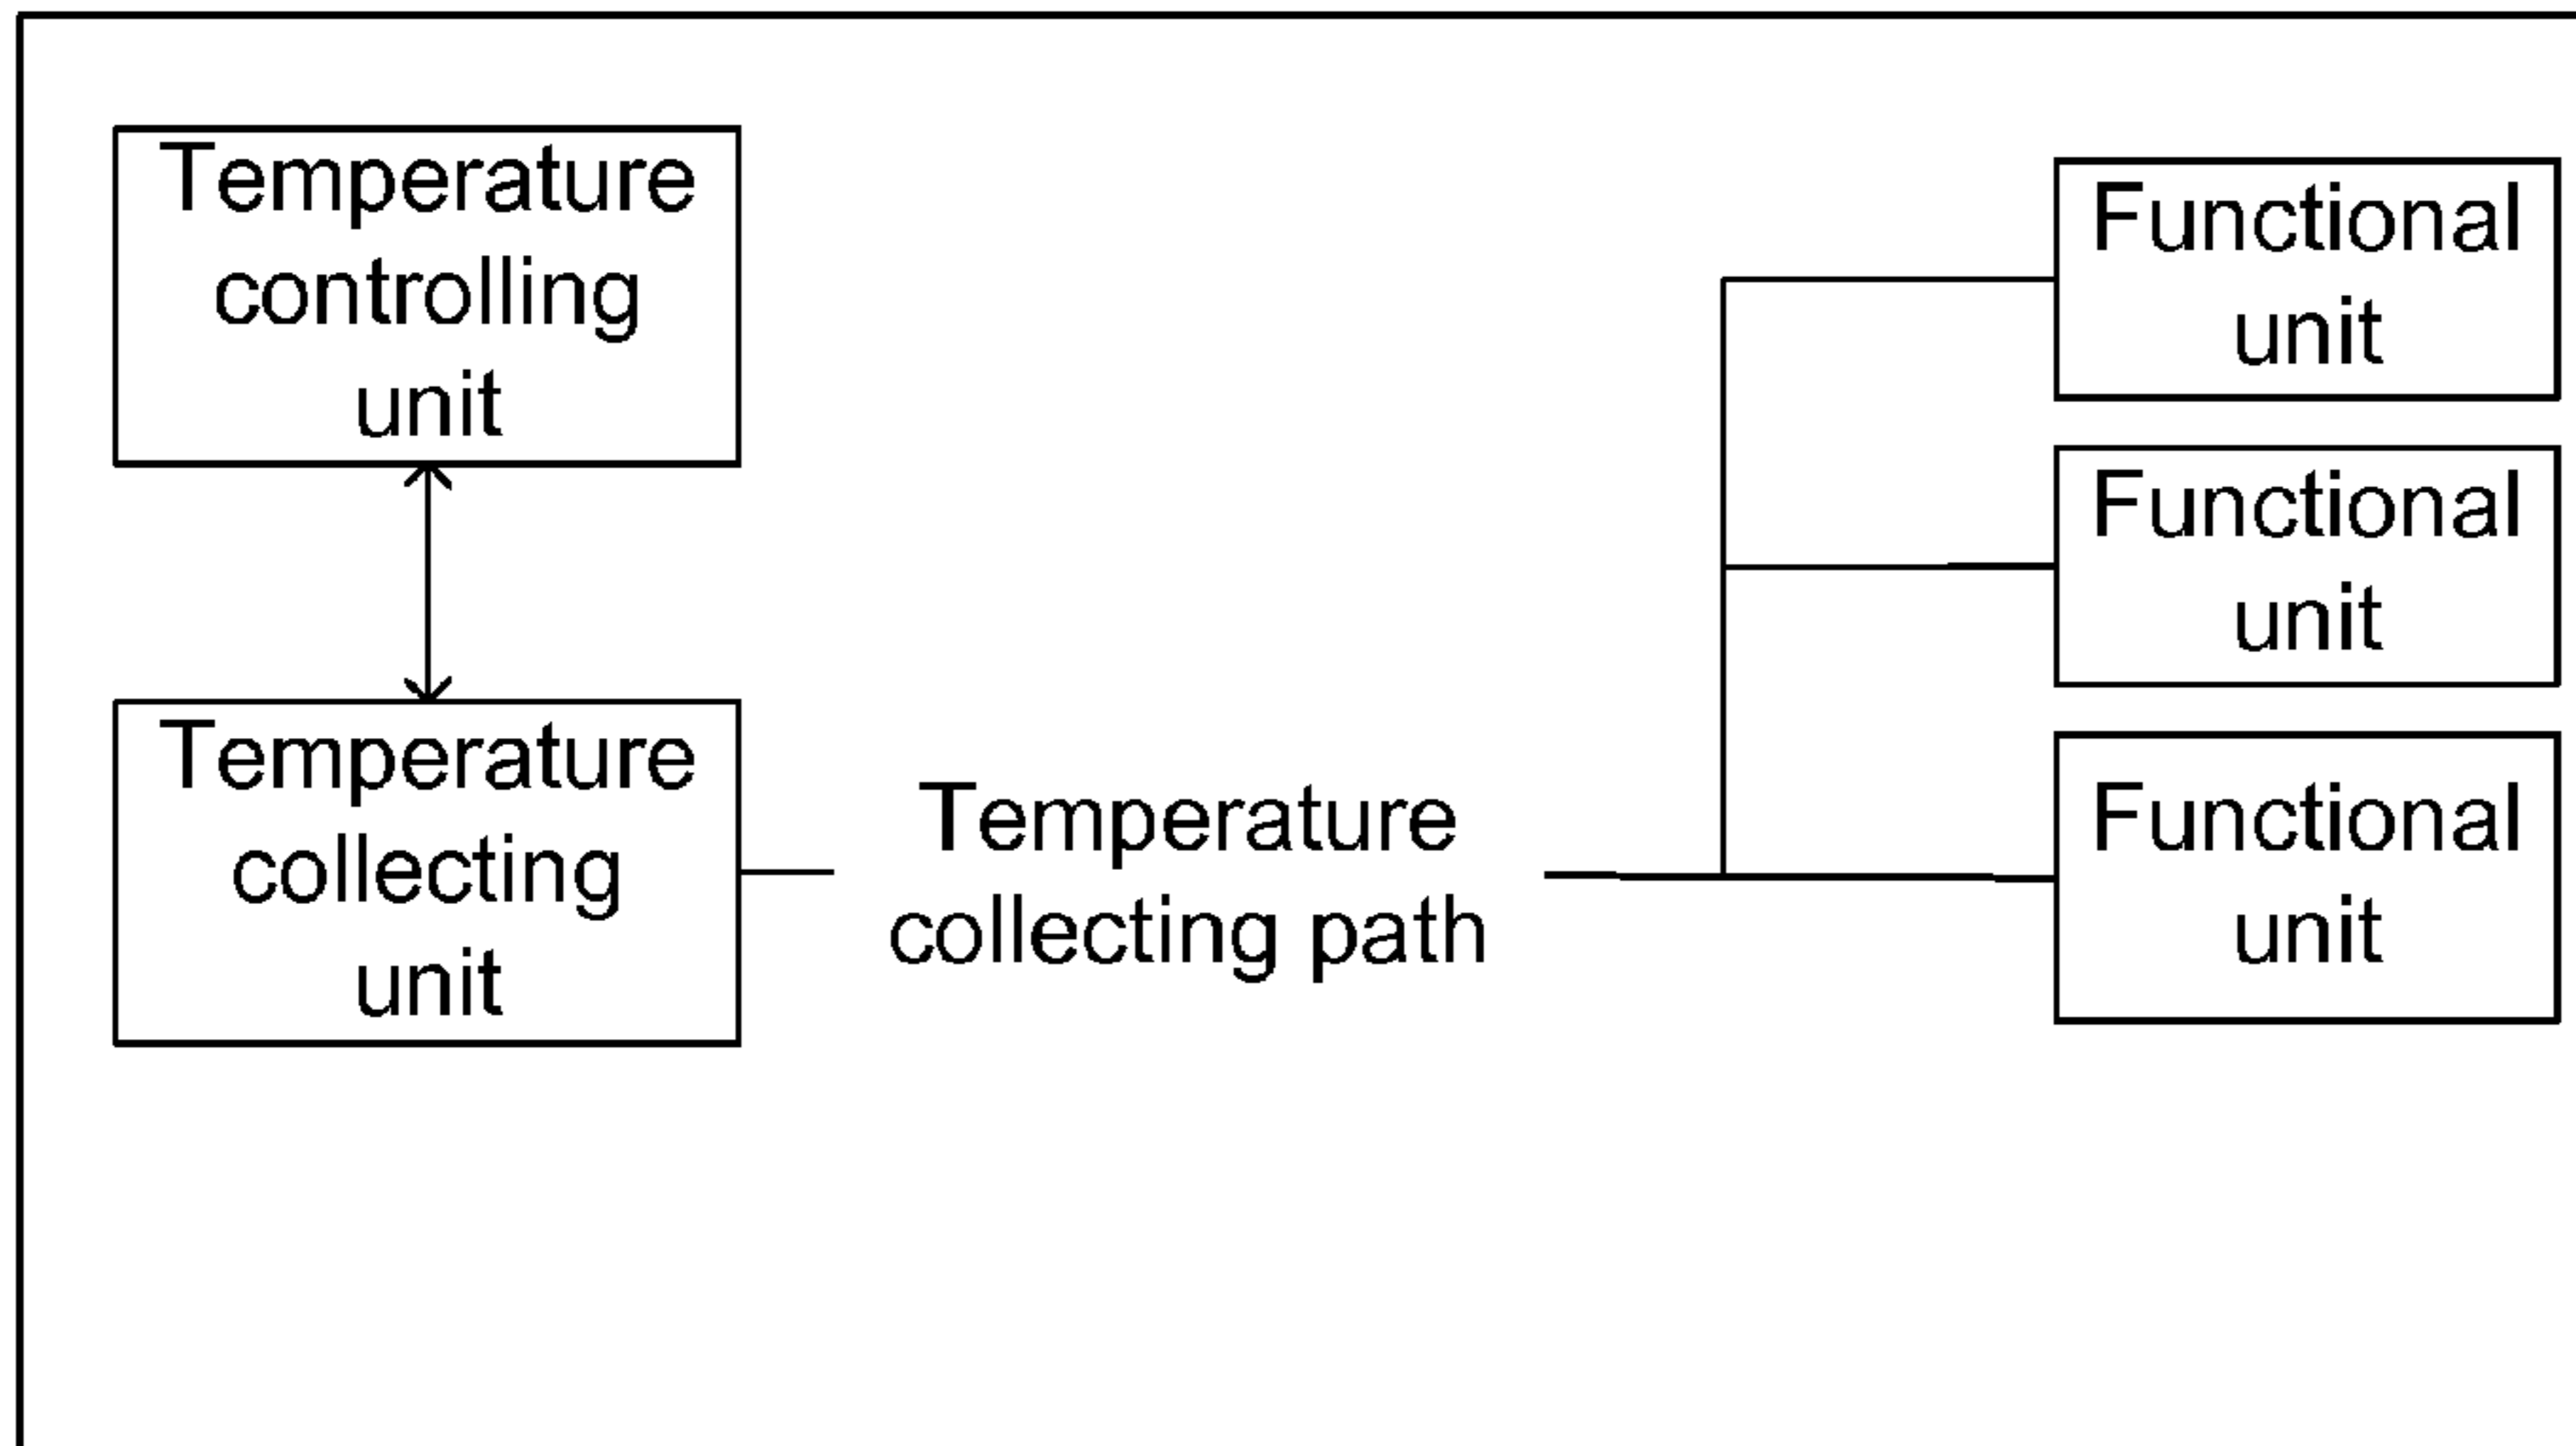 Temperature
controlling
unit
Temperature
collecting
unit
Temperature
collecting path
Functional
unit
Functional
unit
Functional
unit